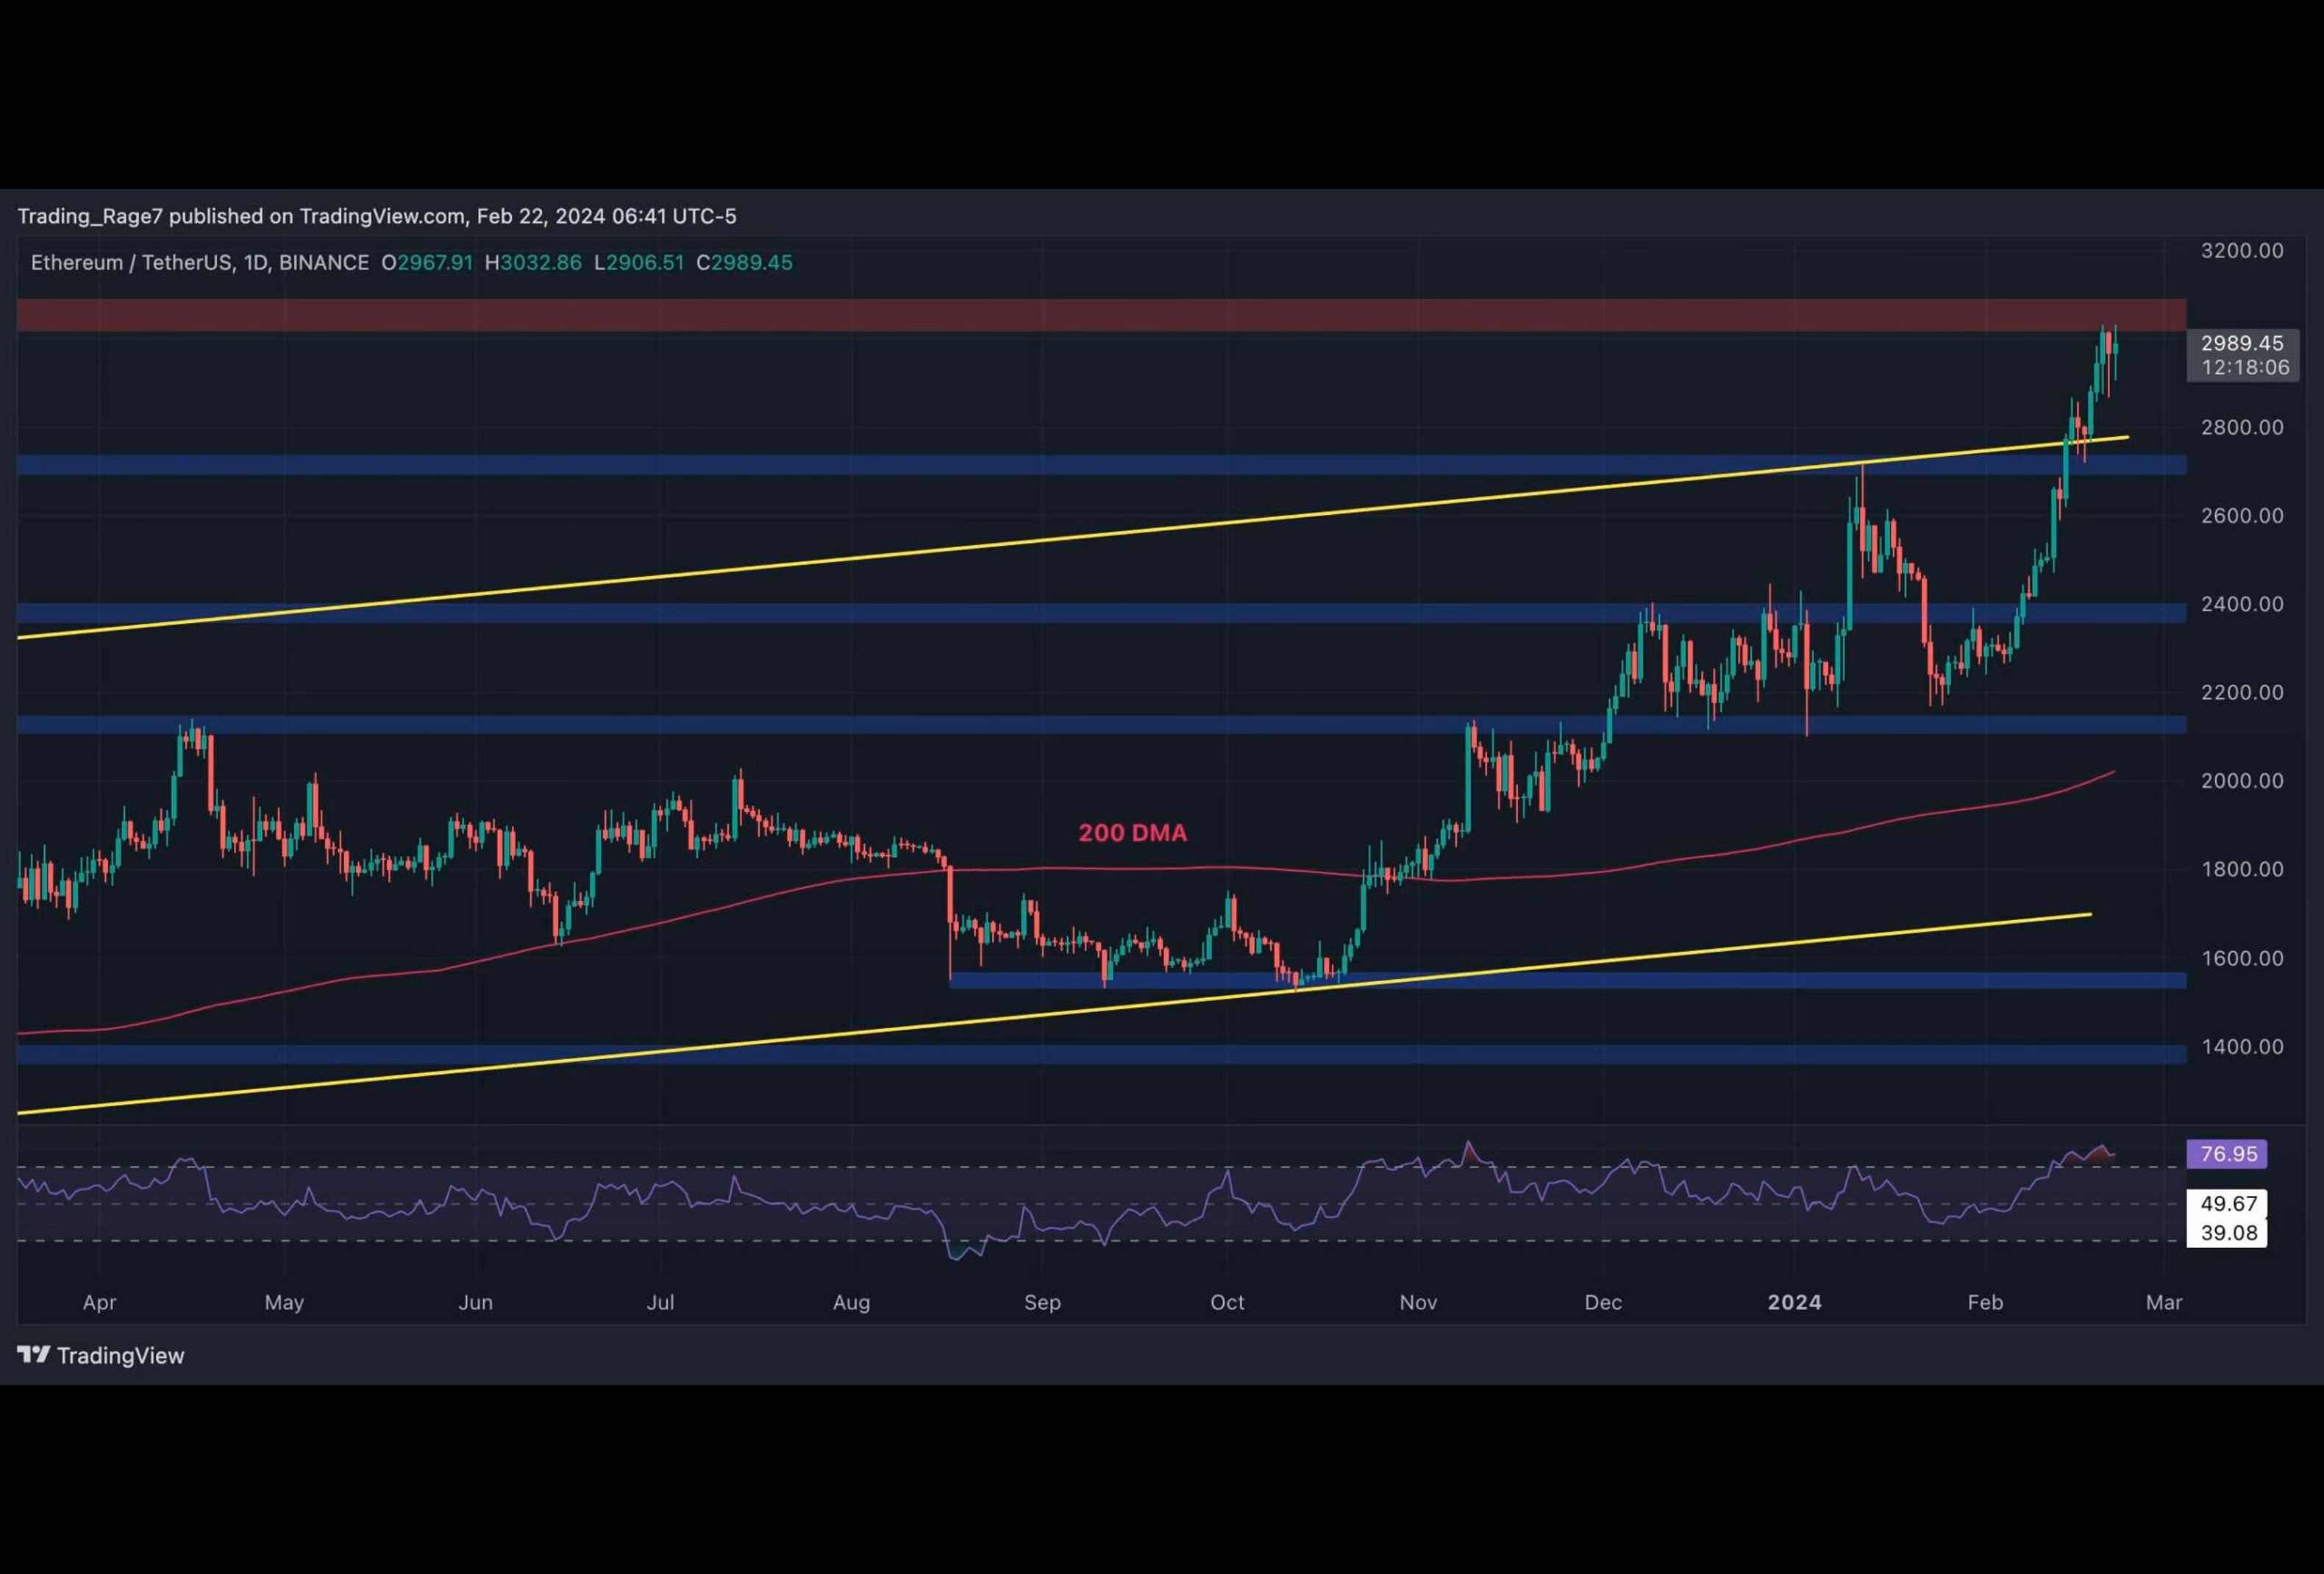 Trading_Rage7 published on TradingView.com, Feb 22, 2024 06:41 UTC-5
Ethereum / TetherUS, 1D, BINANCE O2967.91 H3032.86 L2906.51 C2989.45
3200.00
2989.45
12:18:06
2800.00
2600.00
2400.00
2200.00
2000.00
200 DMA
1800.00
1600.00
1400.00
76.95
49.67
39.08
Apr May Jun Jul Aug Sep Oct Nov Dec 2024 Feb Mar
TradingView